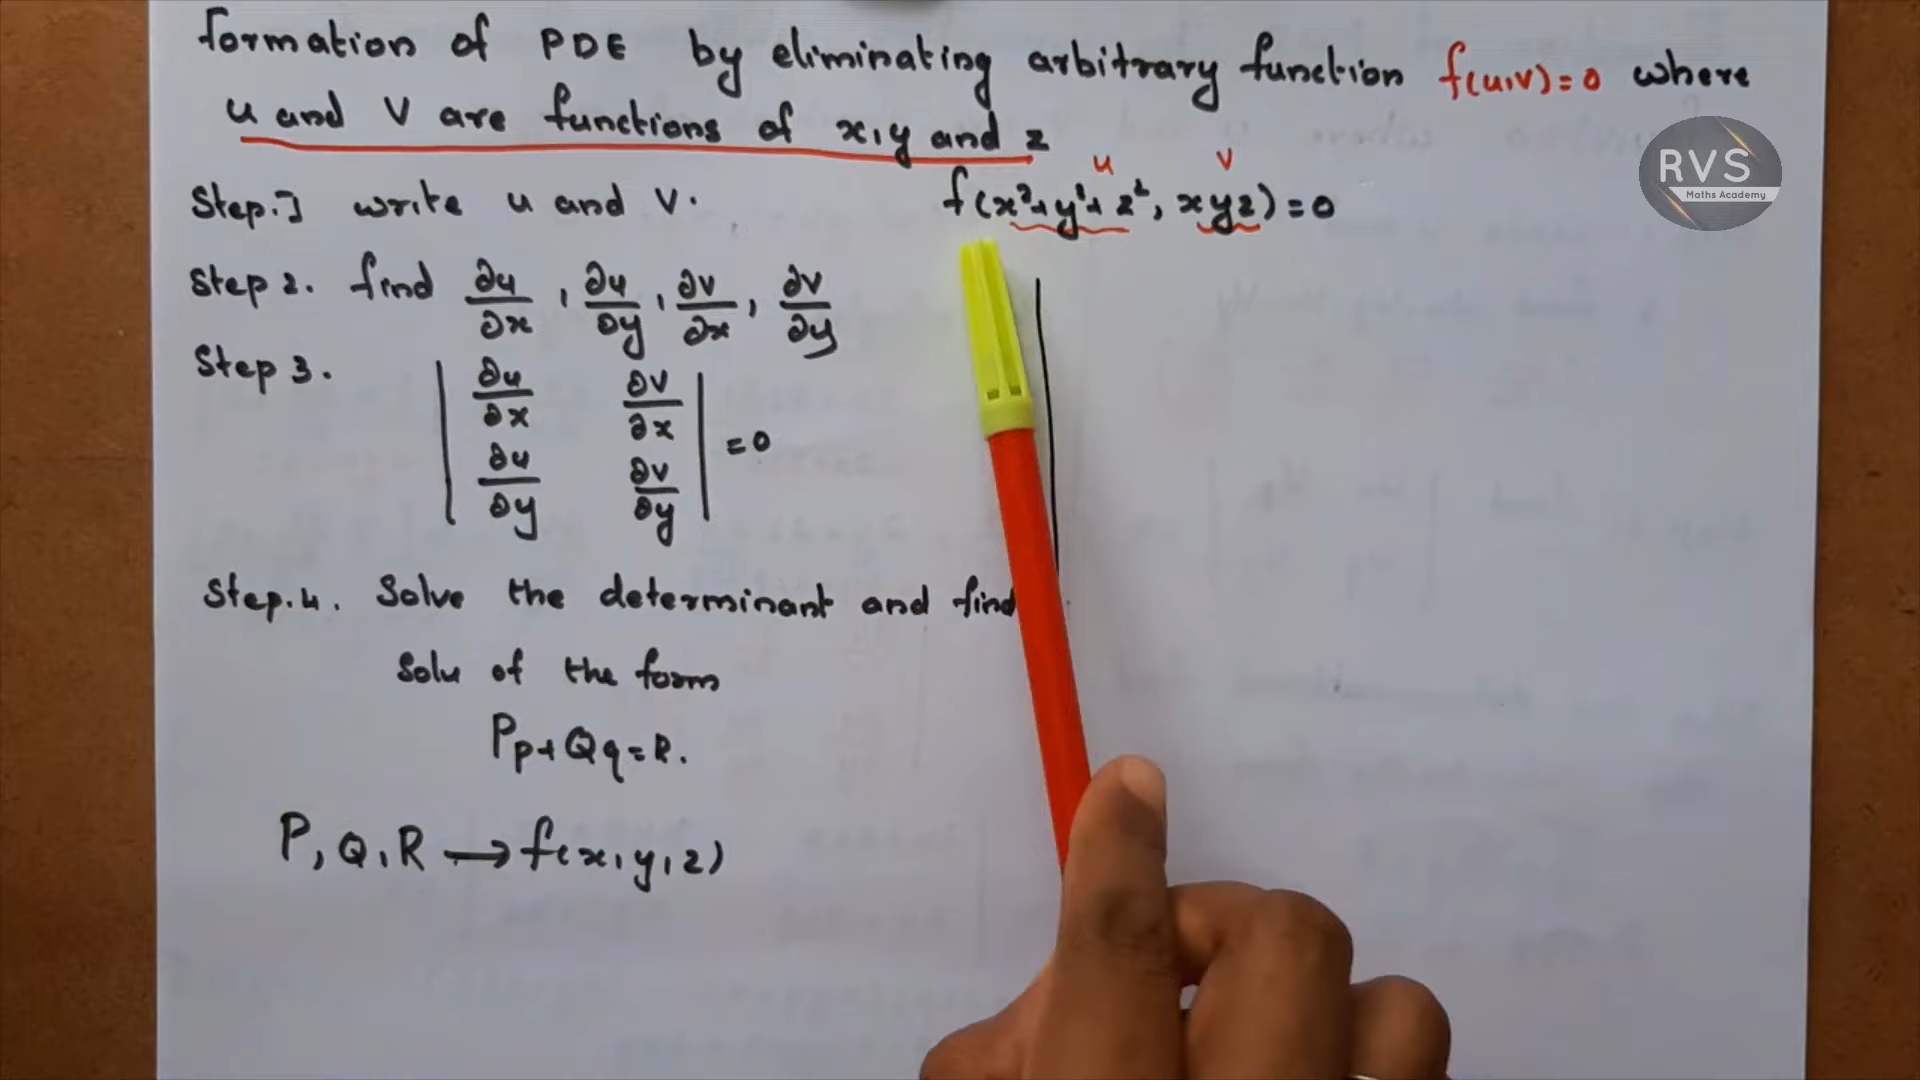 formation of PDE by eliminating arbitrary function f(u,v)=0 where
u and v are functions of x,y and z
Step.1 write u and v.
u v
f(x²+y²+z², xyz)=0
Step 2. find ∂u/∂x, ∂u/∂y, ∂v/∂x, ∂v/∂y
Step 3.
| ∂u/∂x ∂v/∂x |
| ∂u/∂y ∂v/∂y | =0
Step.4. Solve the determinant and find
Solu of the form
Pp+Qq=R.
P, Q, R → f(x, y, z)
RVS
Maths Academy